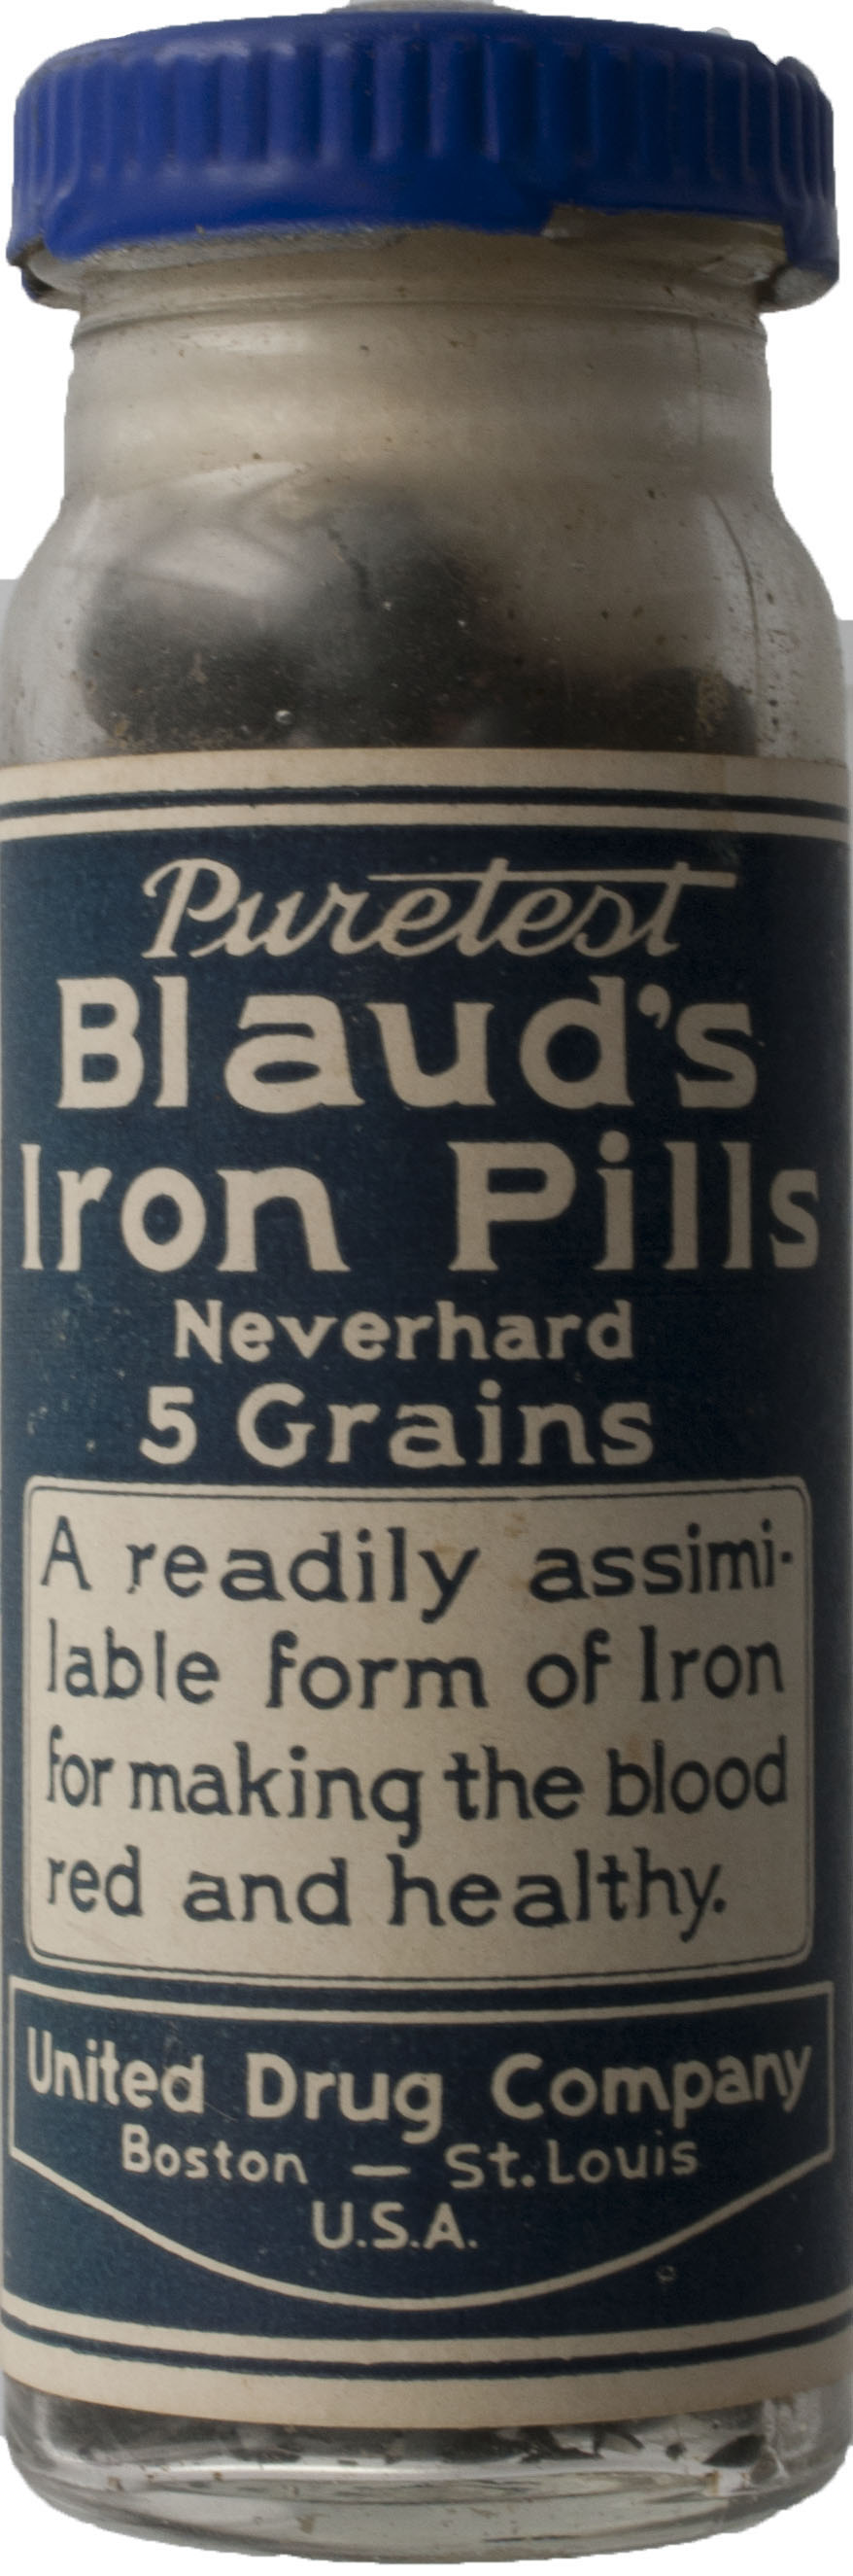 Puretest
Blaud's
Iron Pills
Neverhard
5 Grains
A readily assimi-
lable form of Iron
for making the blood
red and healthy.
United Drug Company
Boston — St. Louis
U.S.A.